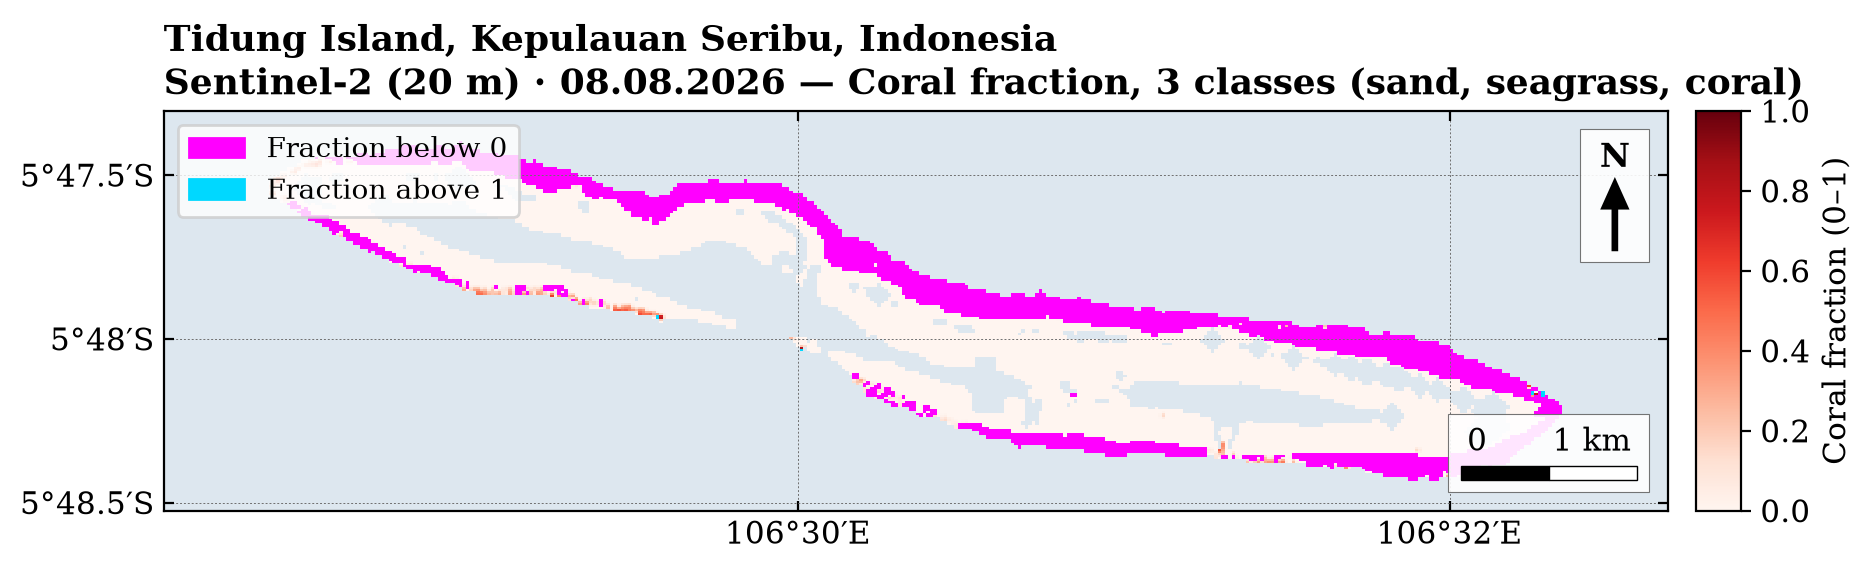 Tidung Island, Kepulauan Seribu, Indonesia
Sentinel-2 (20 m) · 08.08.2026 — Coral fraction, 3 classes (sand, seagrass, coral)
Fraction below 0
Fraction above 1
N
5°47.5′S
5°48′S
5°48.5′S
0 1 km
106°30′E
106°32′E
1.0
0.8
0.6
0.4
0.2
0.0
Coral fraction (0–1)